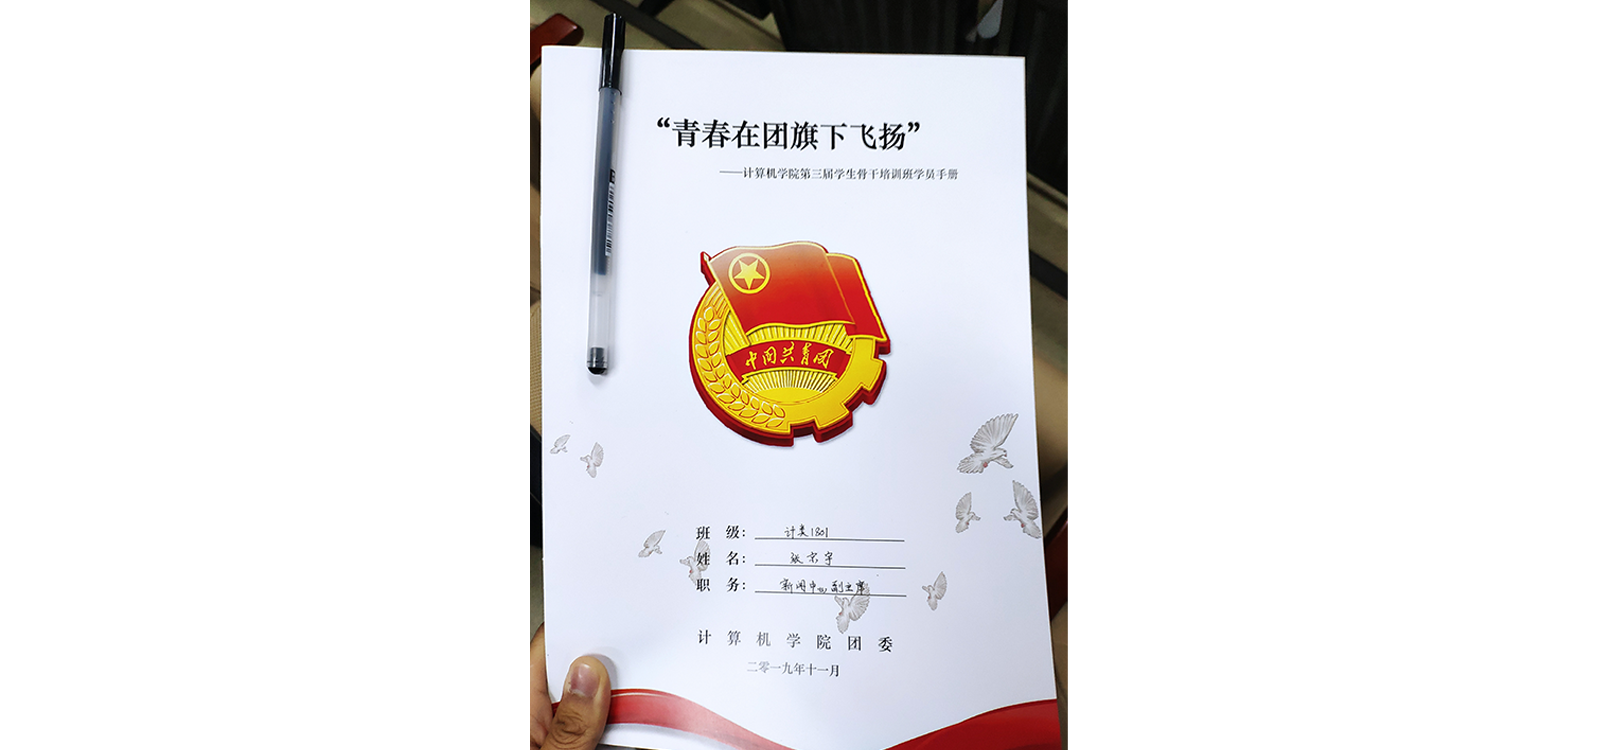 “青春在团旗下飞扬”
——计算机学院第三届学生骨干培训班学员手册
中国共青团
班 级: 计类1801
姓 名: 张宗宇
职 务: 新闻中心副主席
计算机学院团委
二零一九年十一月